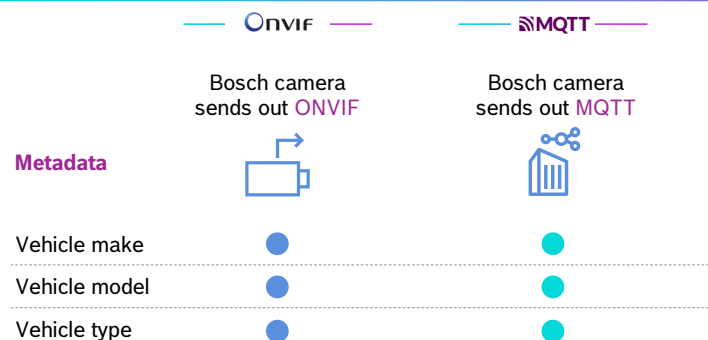 ONVIF
MQTT
Bosch camera
sends out ONVIF
Bosch camera
sends out MQTT
Metadata
Vehicle make
Vehicle model
Vehicle type